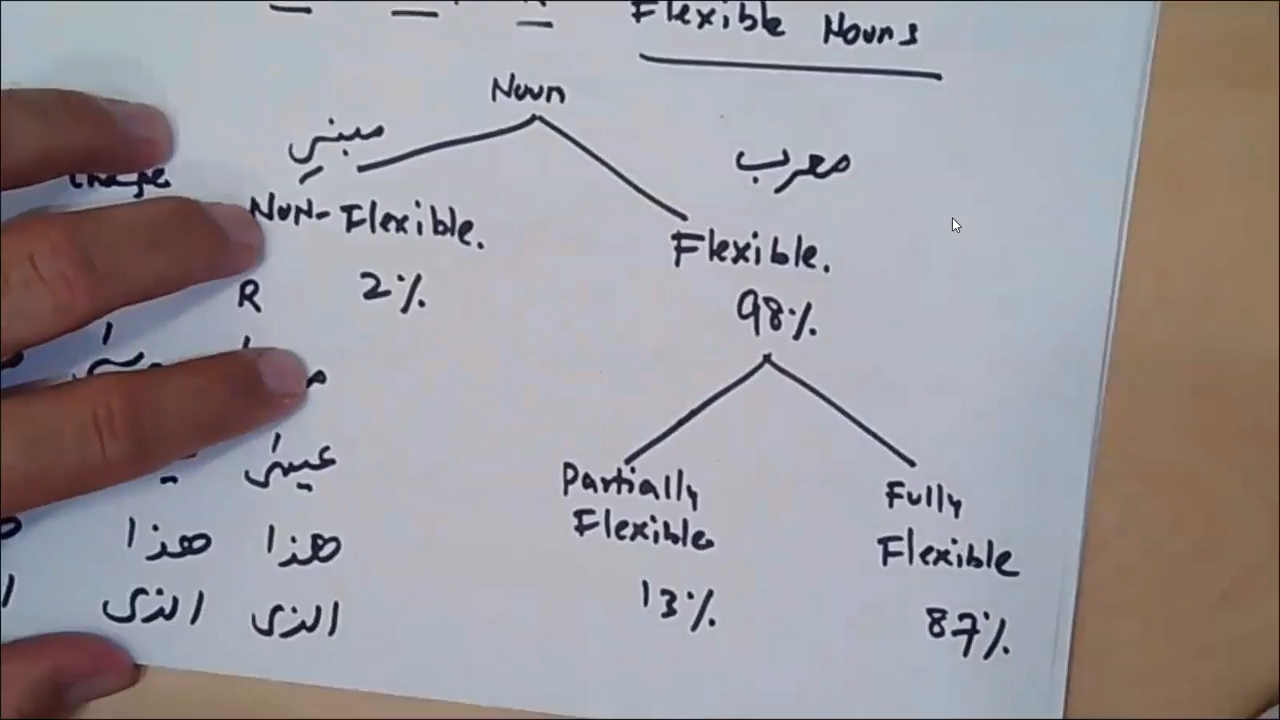 Flexible Nouns
Noun
مبني
معرب
Non-Flexible.
Flexible.
R
2%
98%
Partially Flexible
Fully Flexible
13%
87%
عيسىٰ
هذا
هذا
الذى
الذى